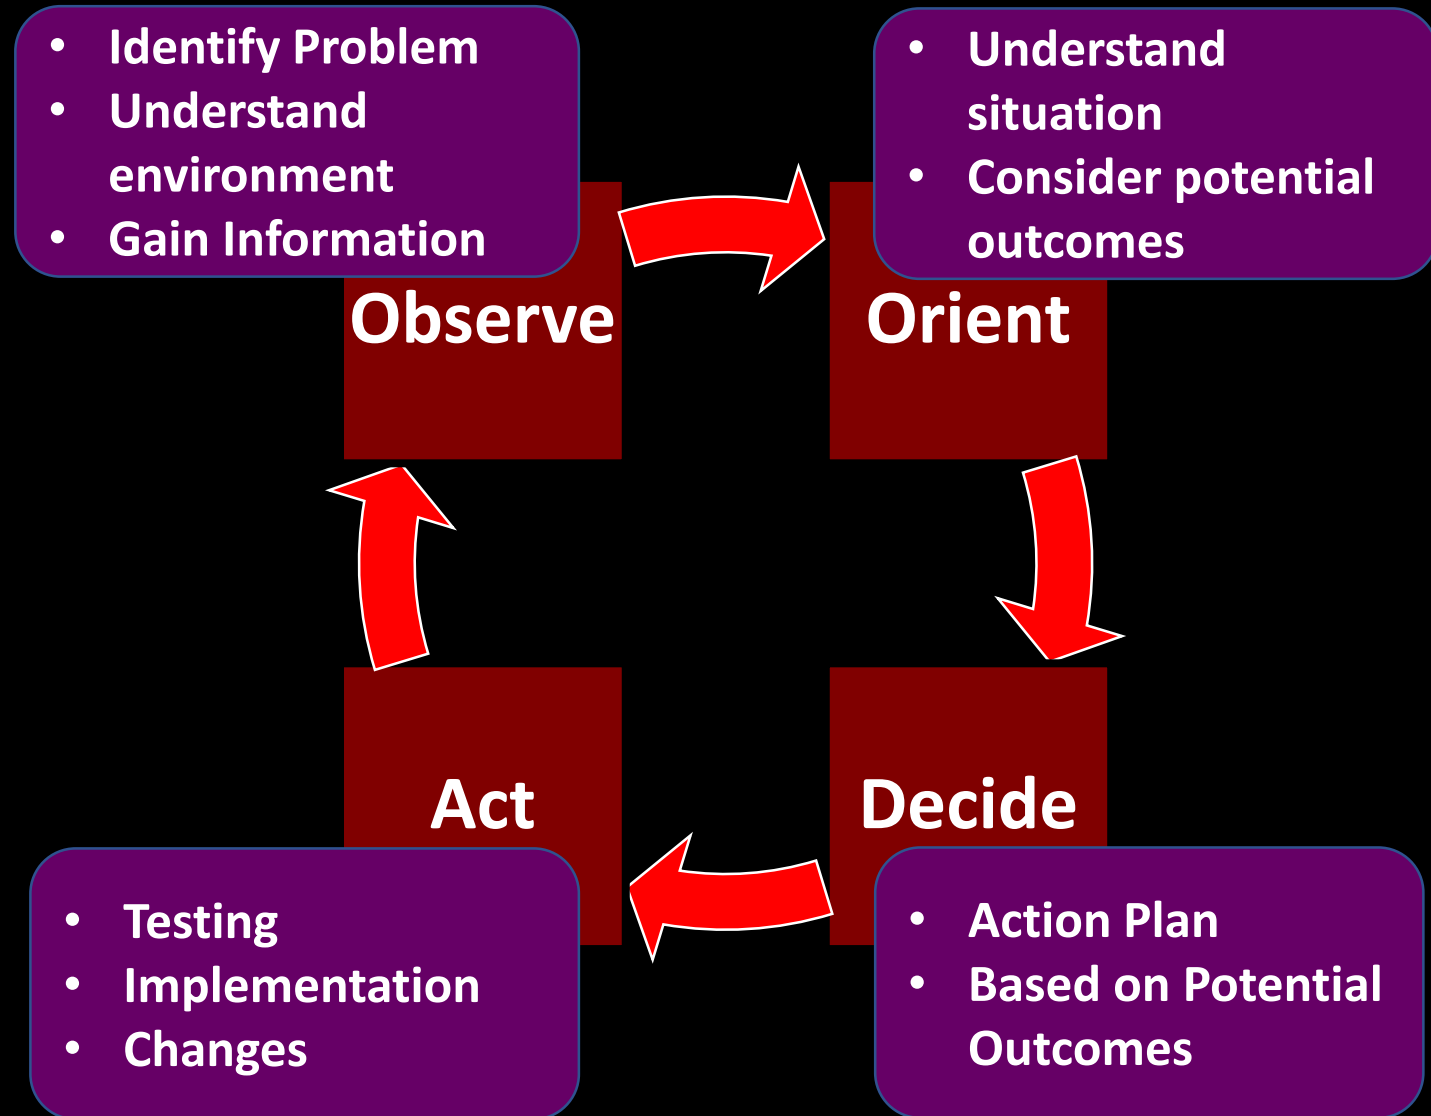 • Identify Problem
• Understand
environment
• Gain Information
Observe
• Understand
situation
• Consider potential
outcomes
Orient
Decide
• Action Plan
• Based on Potential
Outcomes
Act
• Testing
• Implementation
• Changes